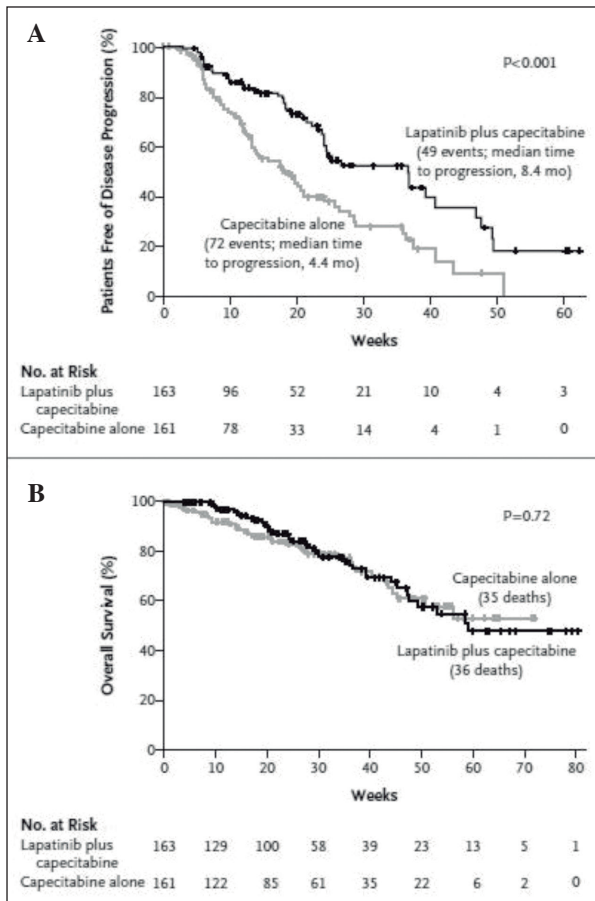 A
Patients Free of Disease Progression (%)
100
80
60
40
20
0
P<0.001
Lapatinib plus capecitabine
(49 events; median time
to progression, 8.4 mo)
Capecitabine alone
(72 events; median time
to progression, 4.4 mo)
0 10 20 30 40 50 60
Weeks
No. at Risk
Lapatinib plus
capecitabine 163 96 52 21 10 4 3
Capecitabine alone 161 78 33 14 4 1 0
B
Overall Survival (%)
100
80
60
40
20
0
P=0.72
Capecitabine alone
(35 deaths)
Lapatinib plus capecitabine
(36 deaths)
0 10 20 30 40 50 60 70 80
Weeks
No. at Risk
Lapatinib plus
capecitabine 163 129 100 58 39 23 13 5 1
Capecitabine alone 161 122 85 61 35 22 6 2 0